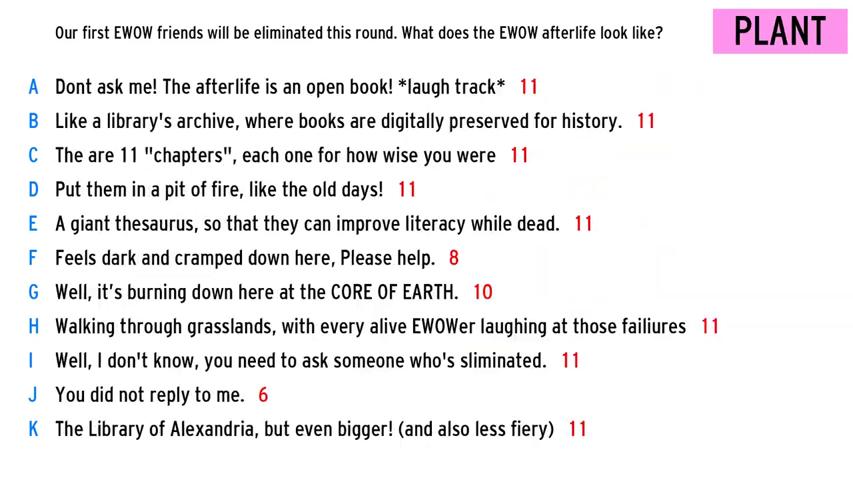 Our first EWOW friends will be eliminated this round. What does the EWOW afterlife look like?
PLANT
A Dont ask me! The afterlife is an open book! *laugh track* 11
B Like a library's archive, where books are digitally preserved for history. 11
C The are 11 "chapters", each one for how wise you were 11
D Put them in a pit of fire, like the old days! 11
E A giant thesaurus, so that they can improve literacy while dead. 11
F Feels dark and cramped down here, Please help. 8
G Well, it's burning down here at the CORE OF EARTH. 10
H Walking through grasslands, with every alive EWOWer laughing at those failiures 11
I Well, I don't know, you need to ask someone who's sliminated. 11
J You did not reply to me. 6
K The Library of Alexandria, but even bigger! (and also less fiery) 11